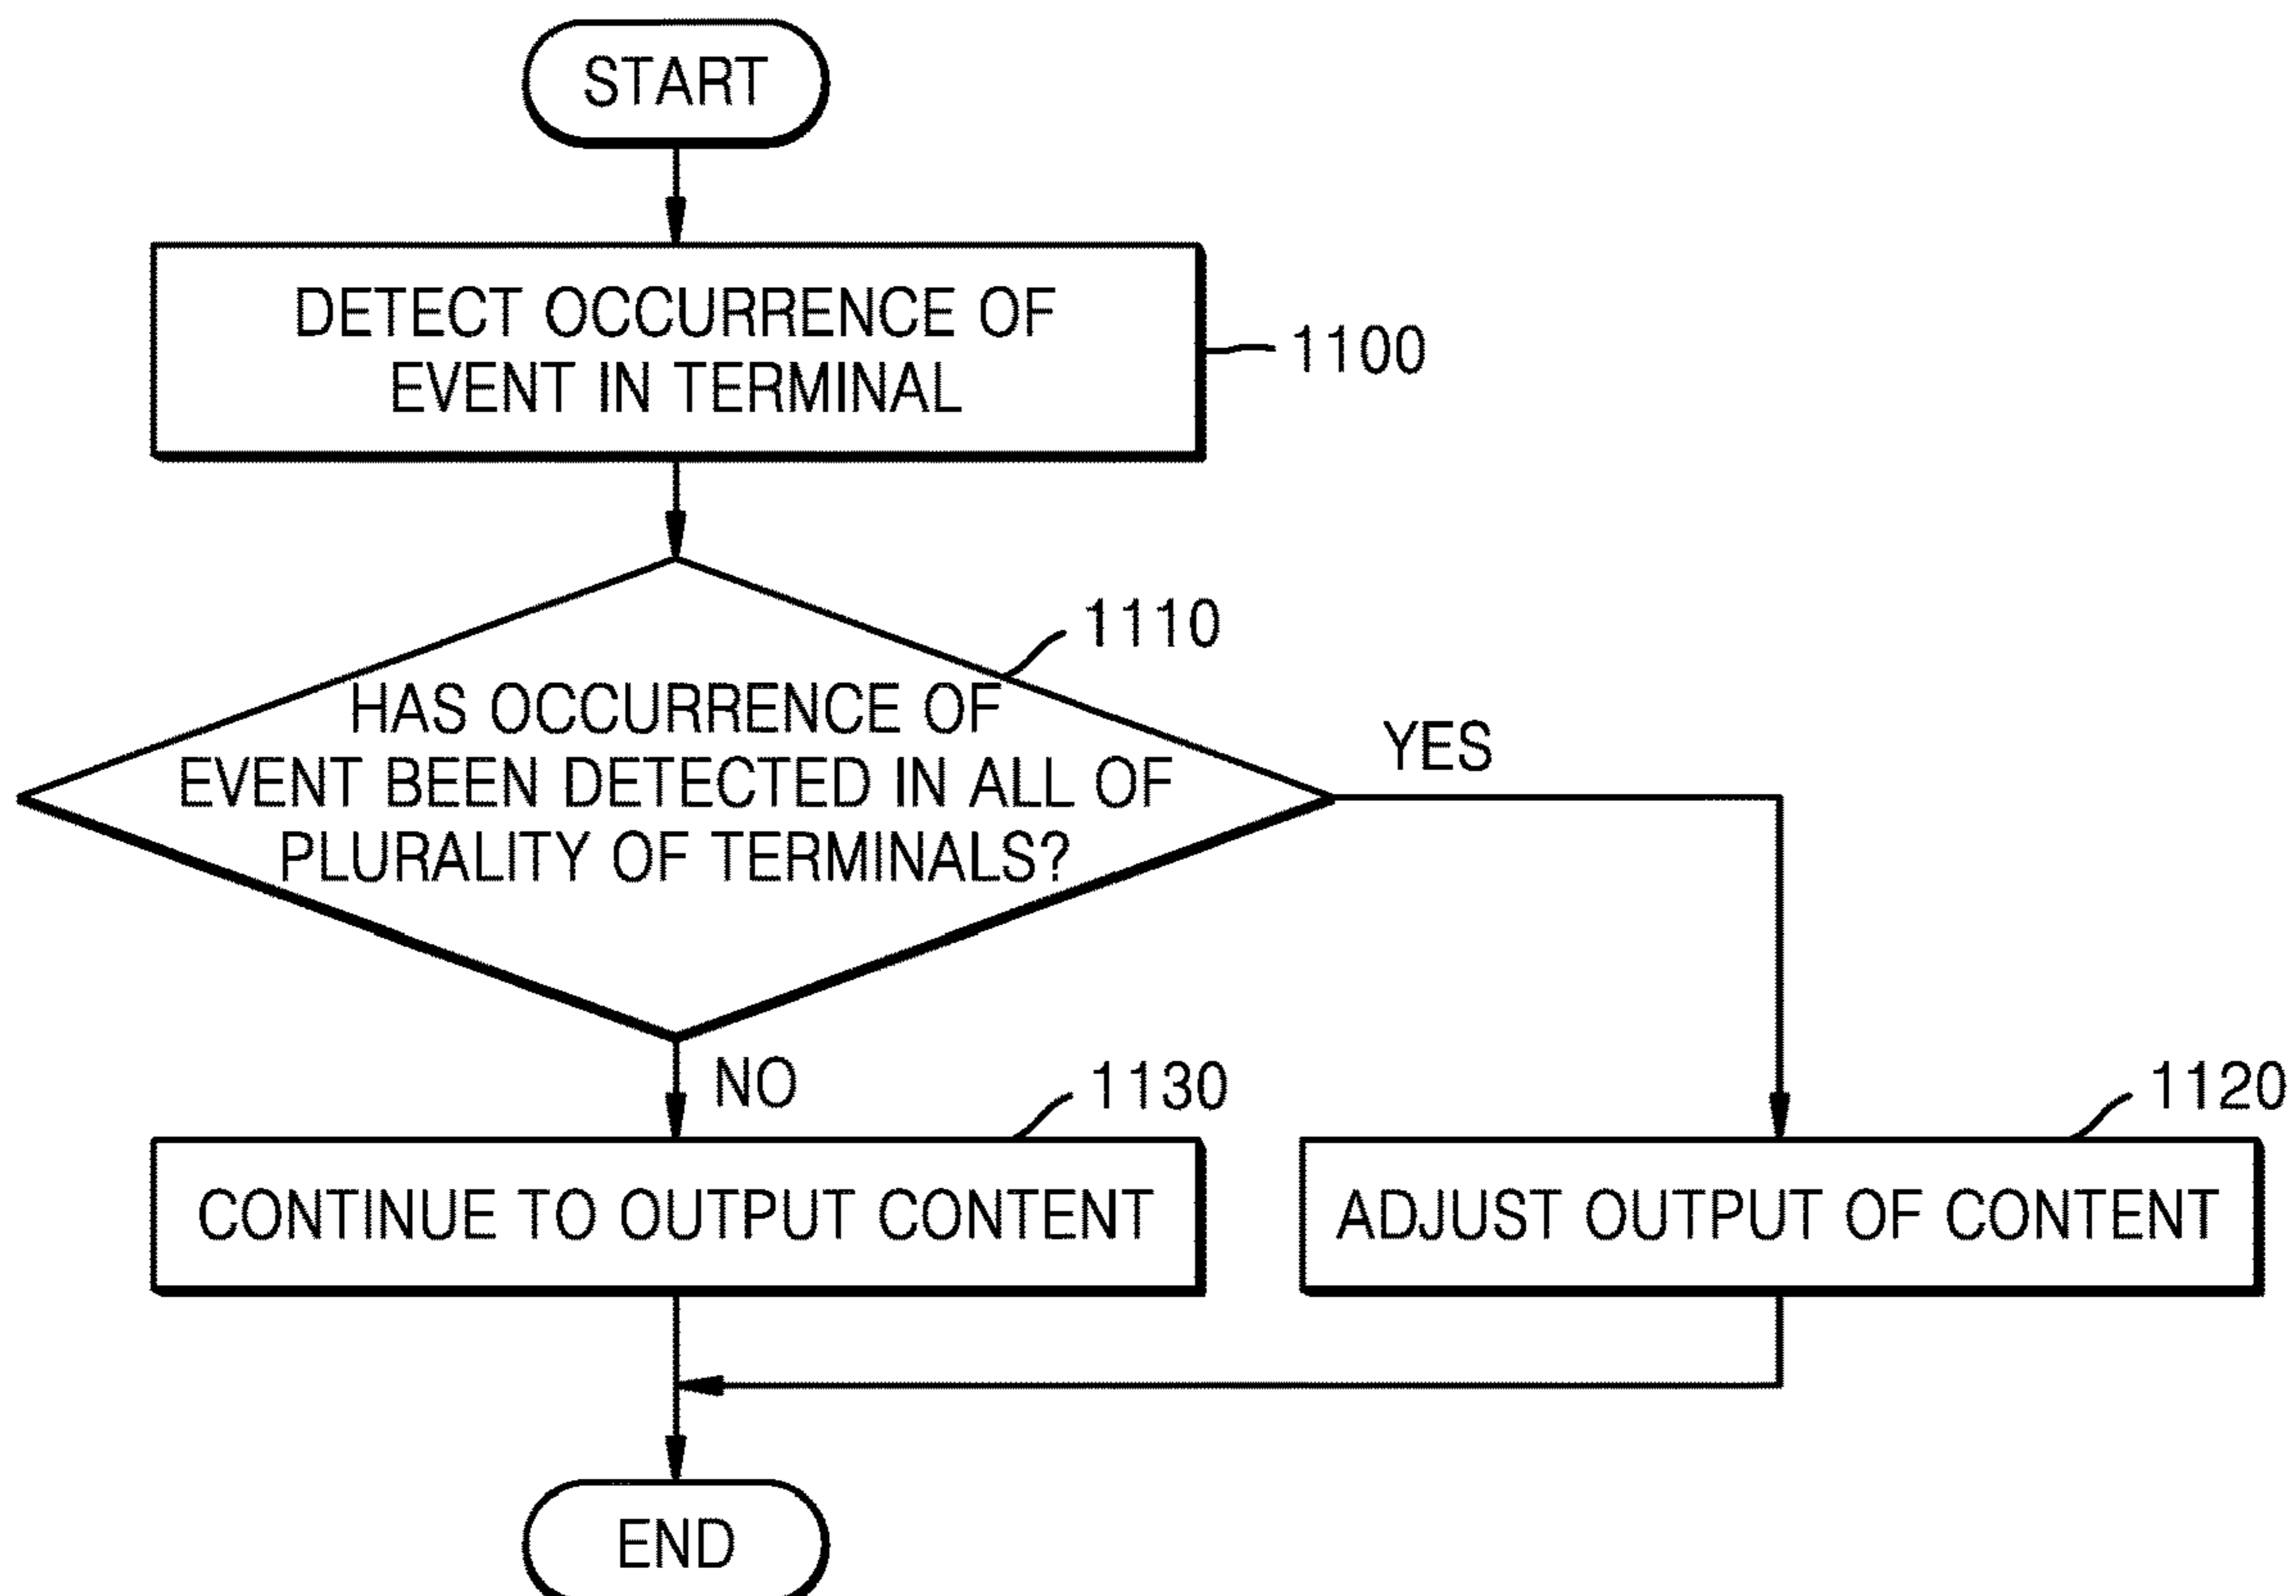 START
DETECT OCCURRENCE OF
EVENT IN TERMINAL
1100
1110
HAS OCCURRENCE OF
EVENT BEEN DETECTED IN ALL OF
PLURALITY OF TERMINALS?
YES
NO
1130
1120
CONTINUE TO OUTPUT CONTENT
ADJUST OUTPUT OF CONTENT
END